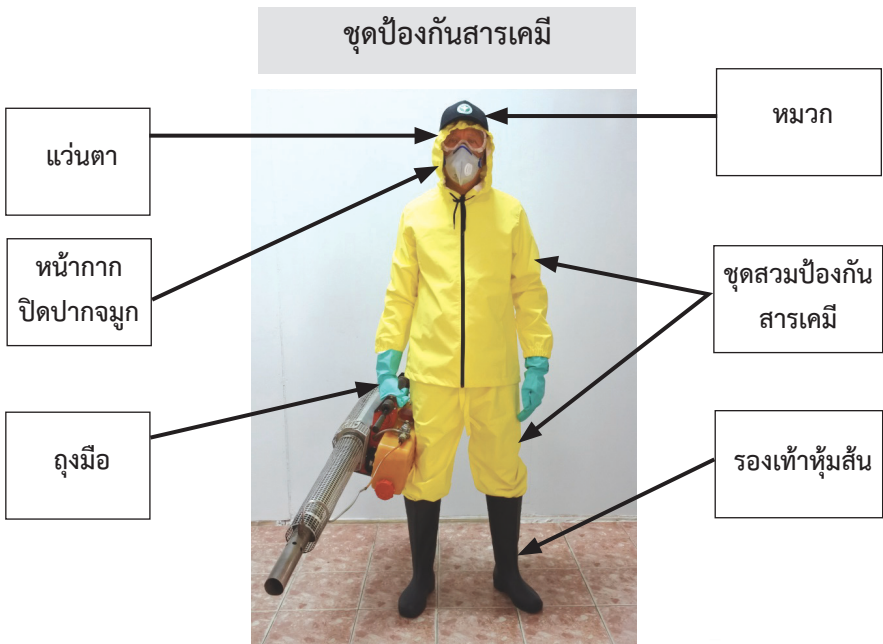 ชุดป้องกันสารเคมี
แว่นตา
หมวก
หน้ากาก
ปิดปากจมูก
ชุดสวมป้องกัน
สารเคมี
ถุงมือ
รองเท้าหุ้มส้น